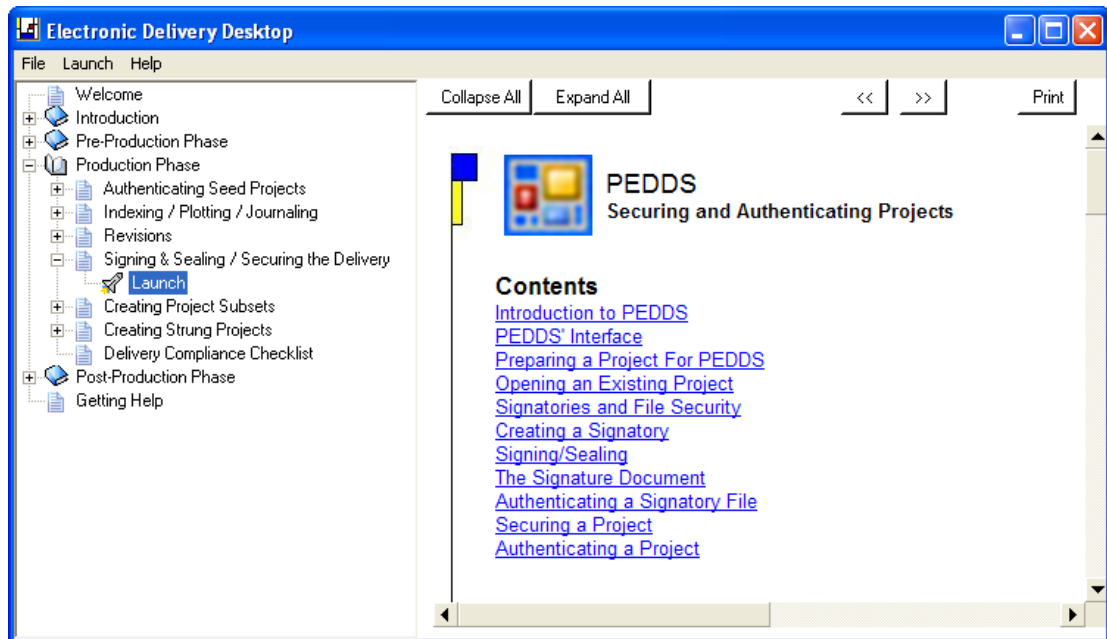 Electronic Delivery Desktop
File Launch Help
Welcome
Introduction
Pre-Production Phase
Production Phase
Authenticating Seed Projects
Indexing / Plotting / Journaling
Revisions
Signing & Sealing / Securing the Delivery
Launch
Creating Project Subsets
Creating Strung Projects
Delivery Compliance Checklist
Post-Production Phase
Getting Help
Collapse All Expand All << >> Print
PEDDS
Securing and Authenticating Projects
Contents
Introduction to PEDDS
PEDDS' Interface
Preparing a Project For PEDDS
Opening an Existing Project
Signatories and File Security
Creating a Signatory
Signing/Sealing
The Signature Document
Authenticating a Signatory File
Securing a Project
Authenticating a Project